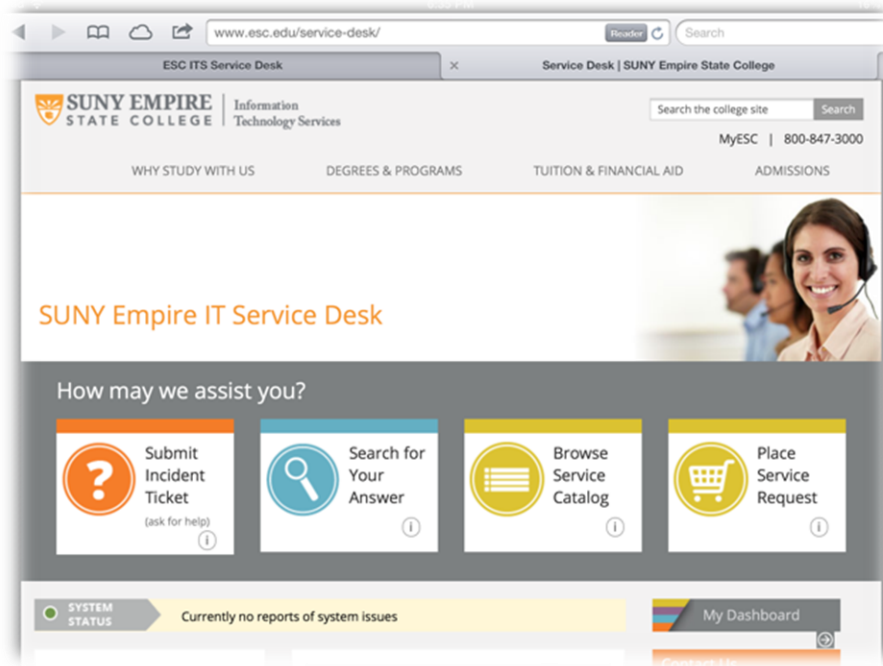 www.esc.edu/service-desk/
Reader
Search
ESC ITS Service Desk
Service Desk | SUNY Empire State College
SUNY EMPIRE
STATE COLLEGE
Information
Technology Services
Search the college site
Search
MyESC | 800-847-3000
WHY STUDY WITH US
DEGREES & PROGRAMS
TUITION & FINANCIAL AID
ADMISSIONS
SUNY Empire IT Service Desk
How may we assist you?
Submit
Incident
Ticket
(ask for help)
Search for
Your
Answer
Browse
Service
Catalog
Place
Service
Request
SYSTEM
STATUS
Currently no reports of system issues
My Dashboard
Contact Us